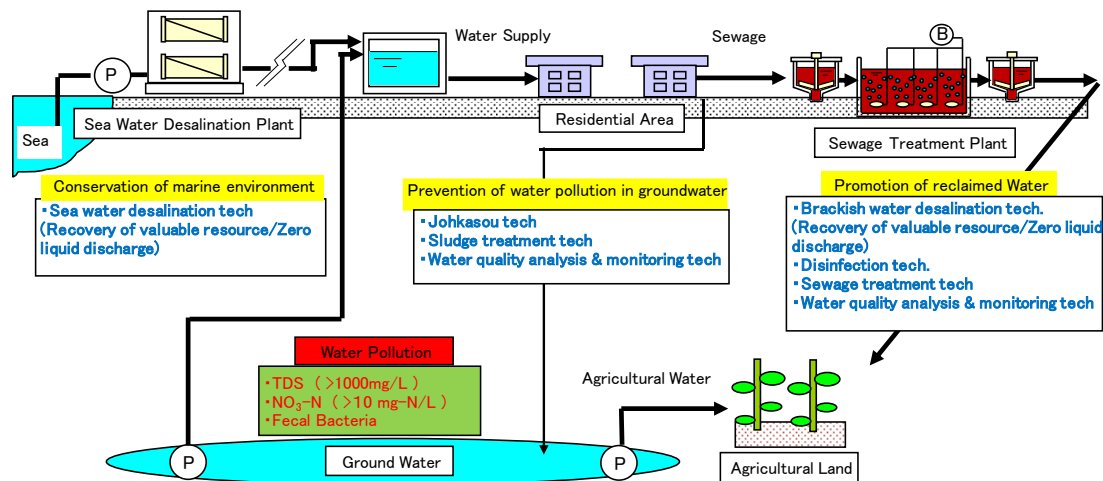 B
Water Supply
Sewage
P
Sea Water Desalination Plant
Residential Area
Sea
Sewage Treatment Plant
Conservation of marine environment
・Sea water desalination tech
(Recovery of valuable resource/Zero
liquid discharge)
Prevention of water pollution in groundwater
・Johkasou tech
・Sludge treatment tech
・Water quality analysis & monitoring tech
Promotion of reclaimed Water
・Brackish water desalination tech.
(Recovery of valuable resource/Zero liquid
discharge)
・Disinfection tech.
・Sewage treatment tech
・Water quality analysis & monitoring tech
Water Pollution
・TDS (>1000mg/L)
・NO₃-N (>10 mg-N/L)
・Fecal Bacteria
Agricultural Water
P
Ground Water
P
Agricultural Land